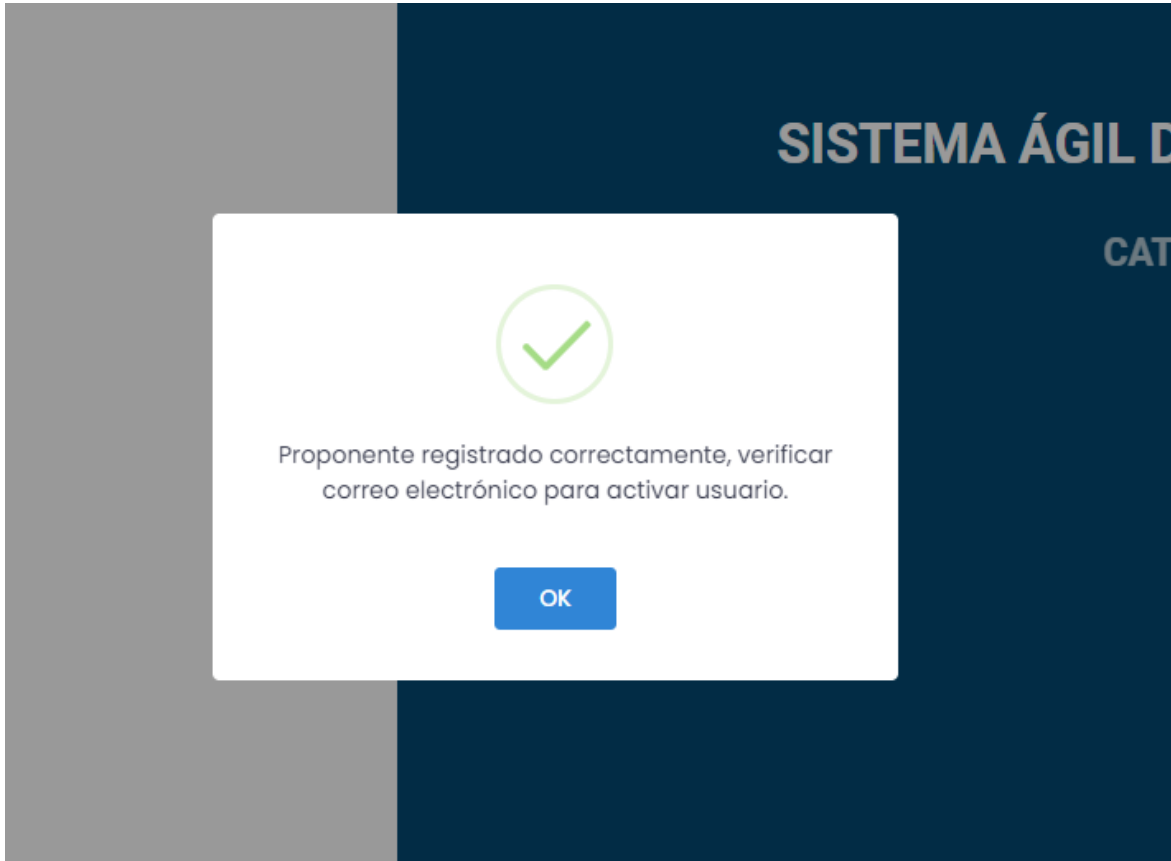 SISTEMA ÁGIL
CAT
Proponente registrado correctamente, verificar
correo electrónico para activar usuario.
OK